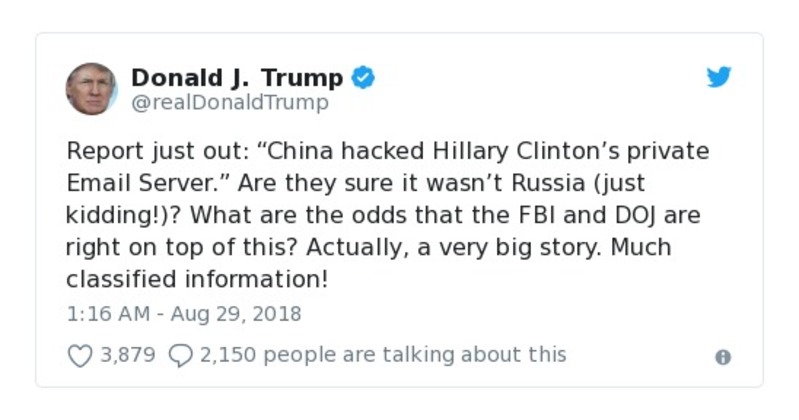 Donald J. Trump
@realDonaldTrump
Report just out: “China hacked Hillary Clinton’s private
Email Server.” Are they sure it wasn’t Russia (just
kidding!)? What are the odds that the FBI and DOJ are
right on top of this? Actually, a very big story. Much
classified information!
1:16 AM - Aug 29, 2018
3,879 2,150 people are talking about this